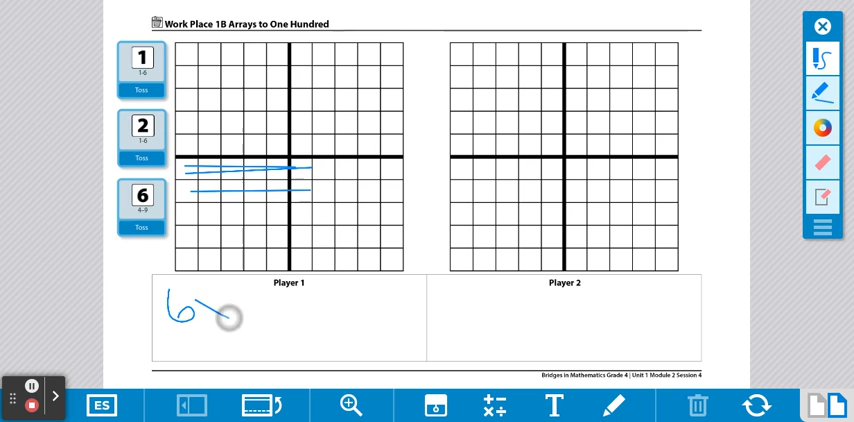 Work Place 1B Arrays to One Hundred
1
1-6
Toss
2
1-6
Toss
6
4-9
Toss
Player 1
Player 2
6
Bridges in Mathematics Grade 4 | Unit 1 Module 2 Session 4
ES
T